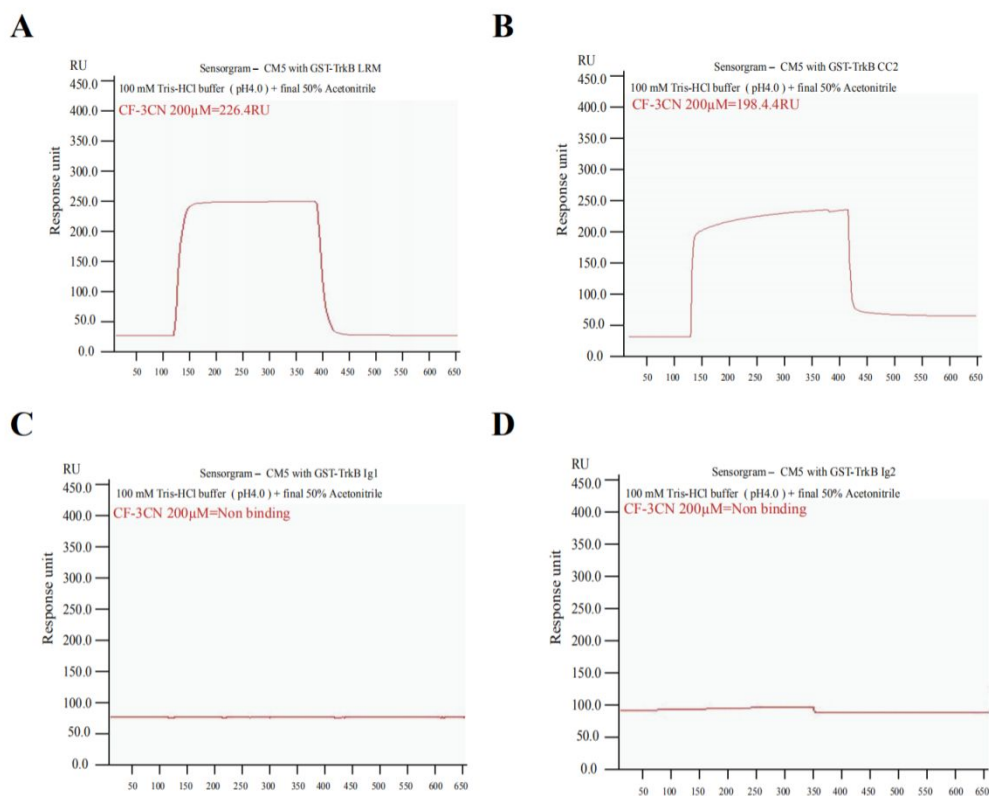 A
RU
Sensorgram – CM5 with GST-TrkB LRM
450.0
100 mM Tris-HCl buffer ( pH4.0 ) + final 50% Acetonitrile
400.0
CF-3CN 200μM=226.4RU
350.0
300.0
250.0
200.0
150.0
100.0
50.0
0.0
Response unit
50 100 150 200 250 300 350 400 450 500 550 600 650
B
RU
Sensorgram – CM5 with GST-TrkB CC2
450.0
100 mM Tris-HCl buffer ( pH4.0 ) + final 50% Acetonitrile
400.0
CF-3CN 200μM=198.4.4RU
350.0
300.0
250.0
200.0
150.0
100.0
50.0
0.0
Response unit
50 100 150 200 250 300 350 400 450 500 550 600 650
C
RU
Sensorgram – CM5 with GST-TrkB Ig1
450.0
100 mM Tris-HCl buffer ( pH4.0 ) + final 50% Acetonitrile
400.0
CF-3CN 200μM=Non binding
350.0
300.0
250.0
200.0
150.0
100.0
50.0
0.0
Response unit
50 100 150 200 250 300 350 400 450 500 550 600 650
D
RU
Sensorgram – CM5 with GST-TrkB Ig2
450.0
100 mM Tris-HCl buffer ( pH4.0 ) + final 50% Acetonitrile
400.0
CF-3CN 200μM=Non binding
350.0
300.0
250.0
200.0
150.0
100.0
50.0
0.0
Response unit
50 100 150 200 250 300 350 400 450 500 550 600 650